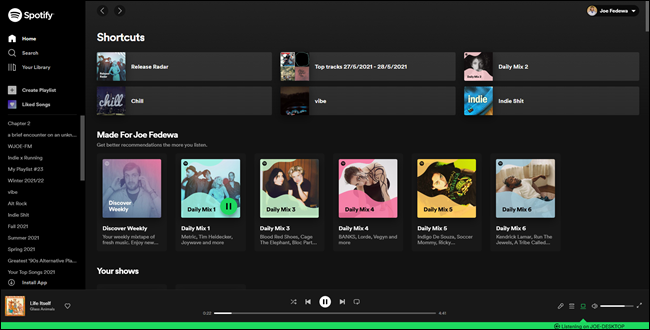 Spotify
Home
Search
Your Library
Create Playlist
Liked Songs
Chapter 2
a brief encounter on an unkn...
WJOE-FM
Indie x Running
My Playlist #23
Winter 2021/22
vibe
Alt Rock
Indie Shit
Fall 2021
Summer 2021
Spring 2021
Greatest '90s Alternative Pla...
Your Top Songs 2021
Install App
Joe Fedewa
Shortcuts
Release Radar
Top tracks 27/5/2021 - 28/5/2021
Daily Mix 2
chill
Chill
vibe
Indie
Indie Shit
Made For Joe Fedewa
Get better recommendations the more you listen.
Discover
Weekly
Daily Mix 1
Daily Mix 3
Daily Mix 4
Daily Mix 5
Daily Mix 6
Discover Weekly
Daily Mix 1
Daily Mix 3
Daily Mix 4
Daily Mix 5
Daily Mix 6
Your weekly mixtape of
fresh music. Enjoy new...
Metric, Tim Heidecker,
Joywave and more
Blood Red Shoes, Cage
The Elephant, Bloc Part...
BANKS, Lorde, Vegyn and
more
Indigo De Souza, Soccer
Mommy, Ricky...
Kendrick Lamar, Run The
Jewels, A Tribe Called...
Your shows
Life Itself
Glass Animals
0:22
4:41
Listening on JOE-DESKTOP